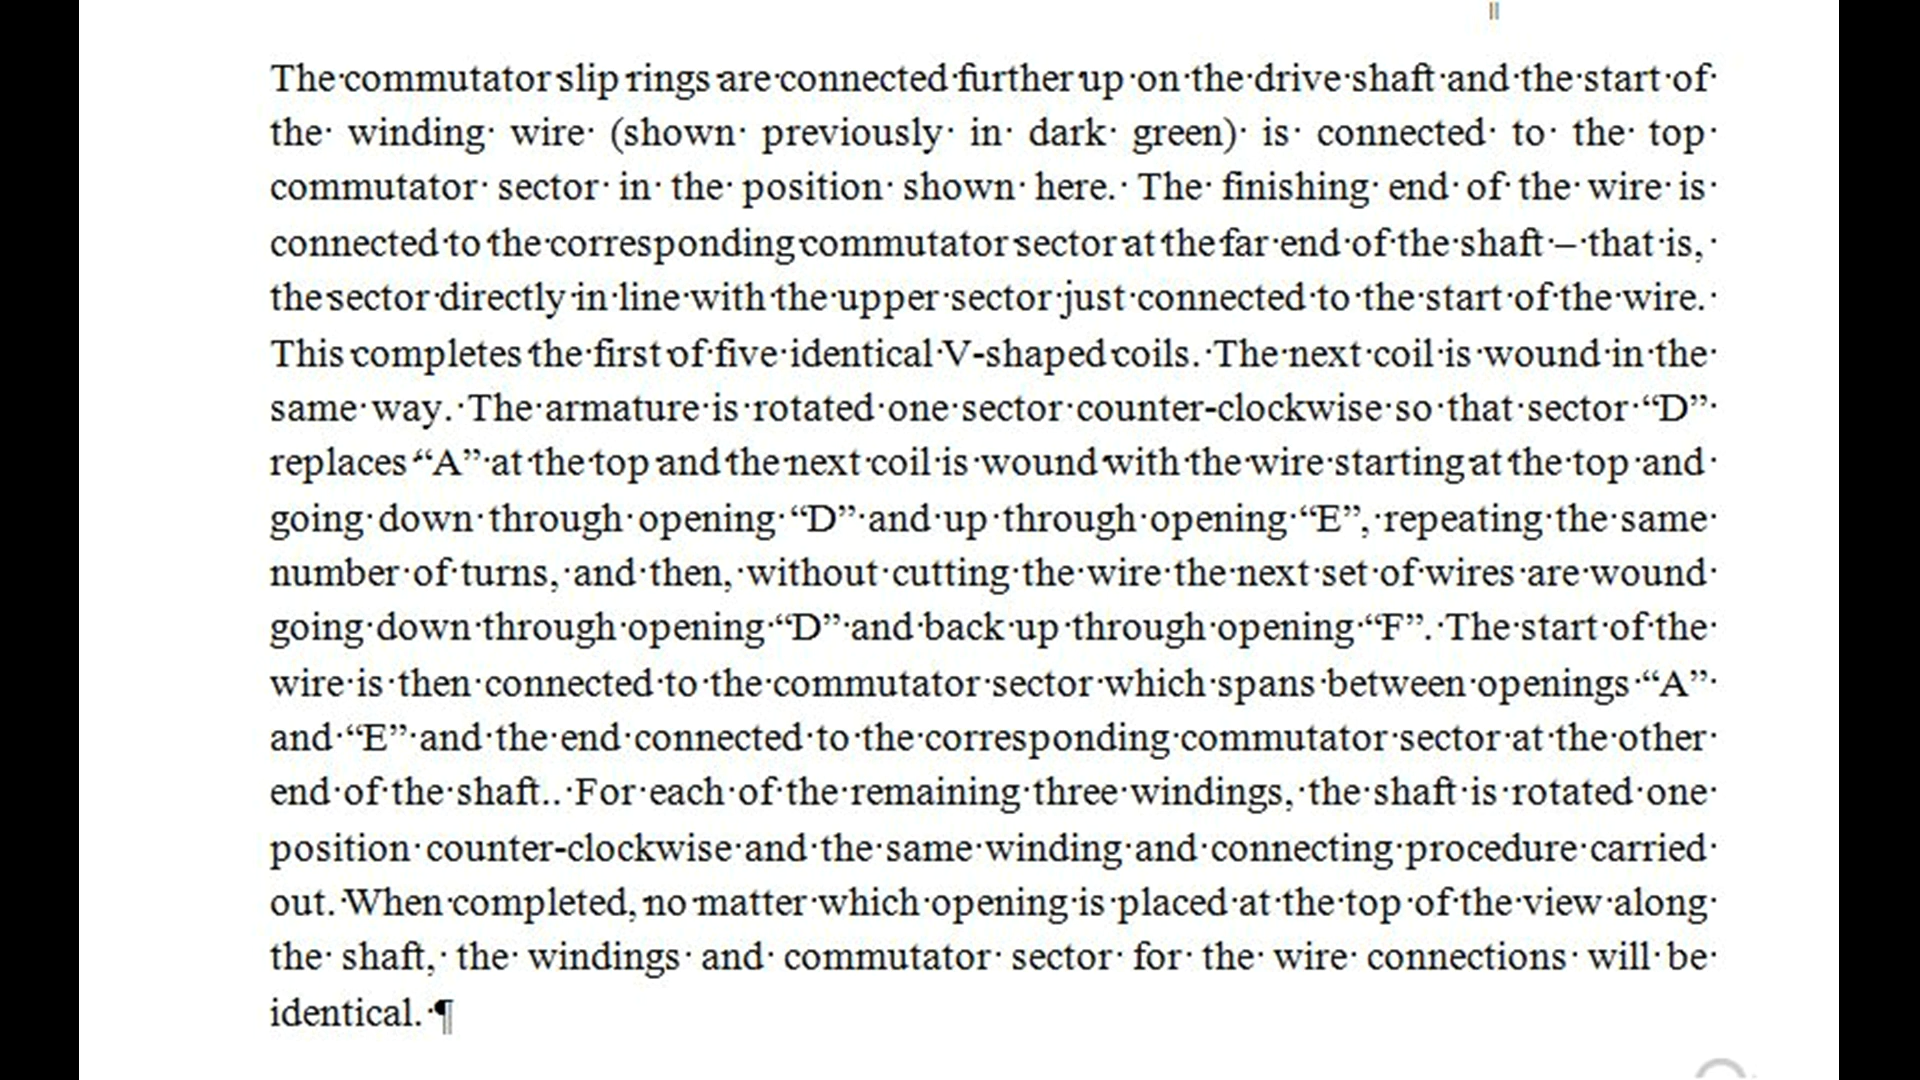 The commutator slip rings are connected further up on the drive shaft and the start of
the winding wire (shown previously in dark green) is connected to the top
commutator sector in the position shown here. The finishing end of the wire is
connected to the corresponding commutator sector at the far end of the shaft – that is,
the sector directly in line with the upper sector just connected to the start of the wire.
This completes the first of five identical V-shaped coils. The next coil is wound in the
same way. The armature is rotated one sector counter-clockwise so that sector “D”
replaces “A” at the top and the next coil is wound with the wire starting at the top and
going down through opening “D” and up through opening “E”, repeating the same
number of turns, and then, without cutting the wire the next set of wires are wound
going down through opening “D” and back up through opening “F”. The start of the
wire is then connected to the commutator sector which spans between openings “A”
and “E” and the end connected to the corresponding commutator sector at the other
end of the shaft.. For each of the remaining three windings, the shaft is rotated one
position counter-clockwise and the same winding and connecting procedure carried
out. When completed, no matter which opening is placed at the top of the view along
the shaft, the windings and commutator sector for the wire connections will be
identical. ¶